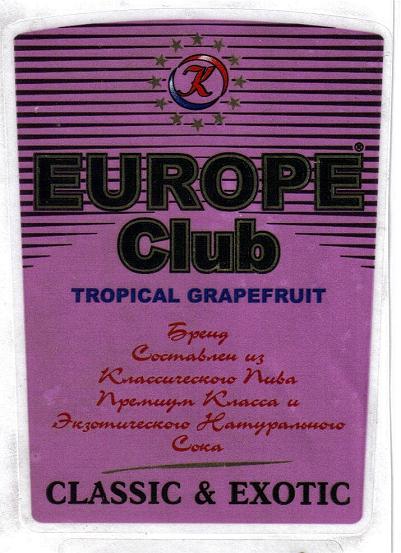 K
EUROPE®
Club
TROPICAL GRAPEFRUIT
Бренд
Составлен из
Классического Пива
Премиум Класса и
Экзотического Натурального
Сока
CLASSIC & EXOTIC